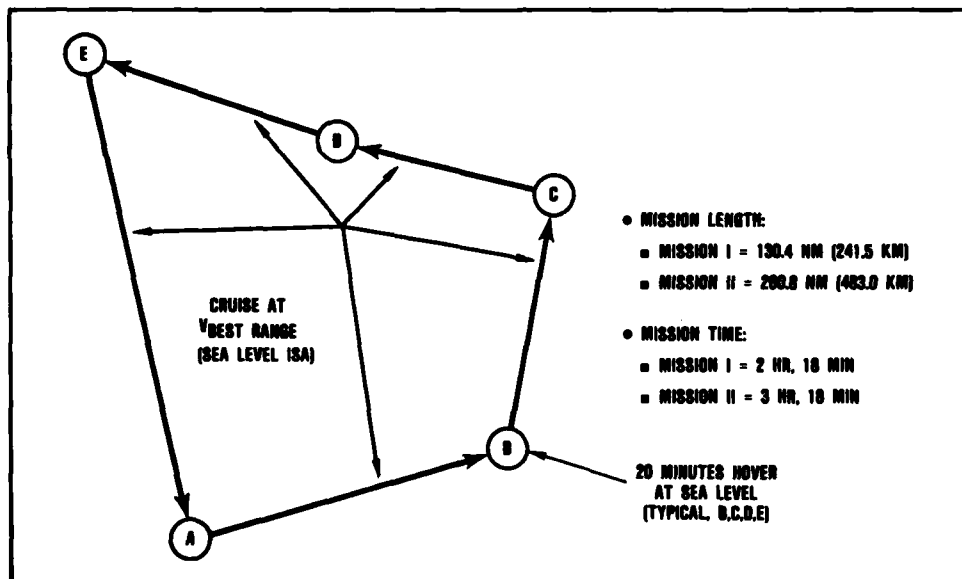 E
D
C
CRUISE AT
VBEST RANGE
(SEA LEVEL ISA)
• MISSION LENGTH:
▪ MISSION I = 130.4 NM (241.5 KM)
▪ MISSION II = 260.8 NM (483.0 KM)
• MISSION TIME:
▪ MISSION I = 2 HR, 18 MIN
▪ MISSION II = 3 HR, 18 MIN
B
20 MINUTES HOVER
AT SEA LEVEL
(TYPICAL, B,C,D,E)
A